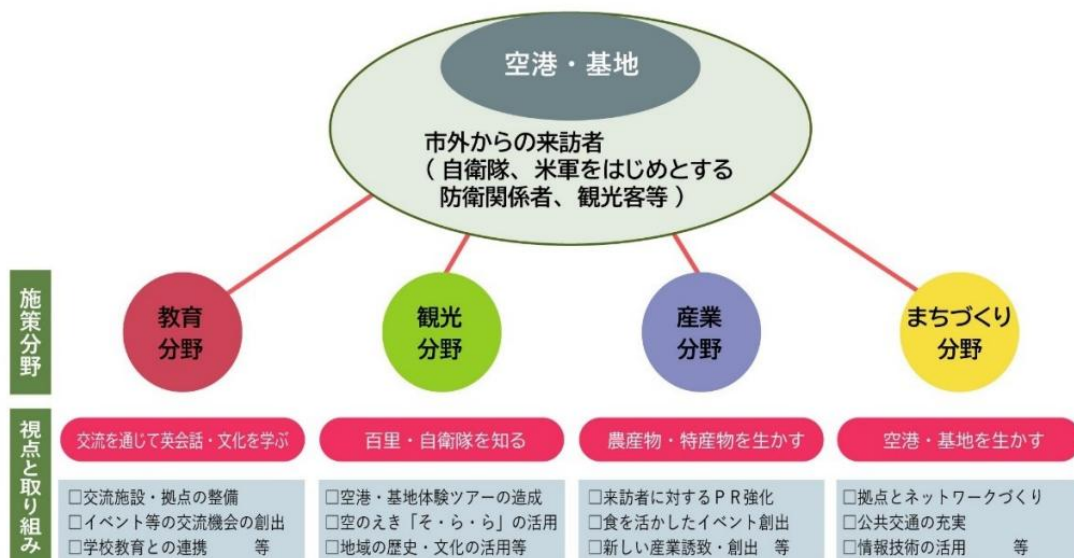 空港・基地
市外からの来訪者
（ 自衛隊、米軍をはじめとする
防衛関係者、観光客等 ）
施策分野
教育
分野
観光
分野
産業
分野
まちづくり
分野
視点と取り組み
交流を通じて英会話・文化を学ぶ
百里・自衛隊を知る
農産物・特産物を生かす
空港・基地を生かす
□交流施設・拠点の整備
□イベント等の交流機会の創出
□学校教育との連携　　等
□空港・基地体験ツアーの造成
□空のえき「そ・ら・ら」の活用
□地域の歴史・文化の活用等
□来訪者に対するＰＲ強化
□食を活かしたイベント創出
□新しい産業誘致・創出　等
□拠点とネットワークづくり
□公共交通の充実
□情報技術の活用　　等